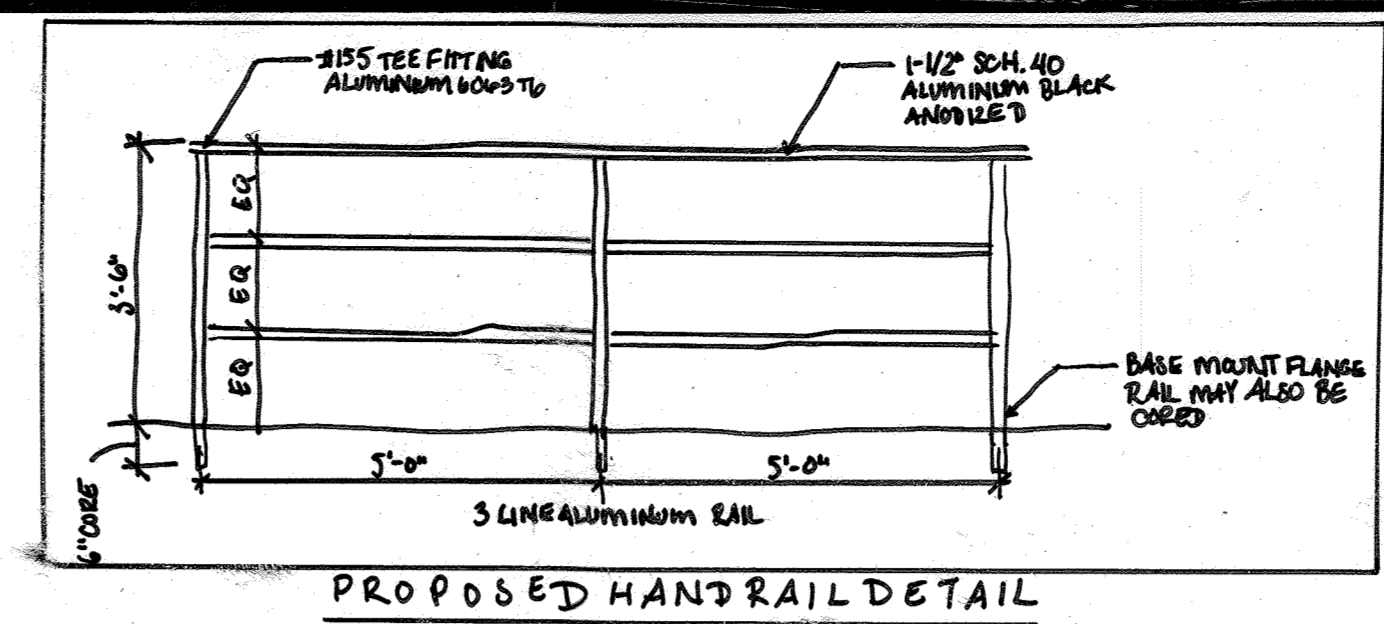 #155 TEE FITTING
ALUMINUM 6063 T6
1-1/2" SCH. 40
ALUMINUM BLACK
ANODIZED
3'-6"
EQ
EQ
EQ
BASE MOUNT FLANGE
RAIL MAY ALSO BE
CORED
6" CORE
5'-0"
5'-0"
3 LINE ALUMINUM RAIL
PROPOSED HANDRAIL DETAIL